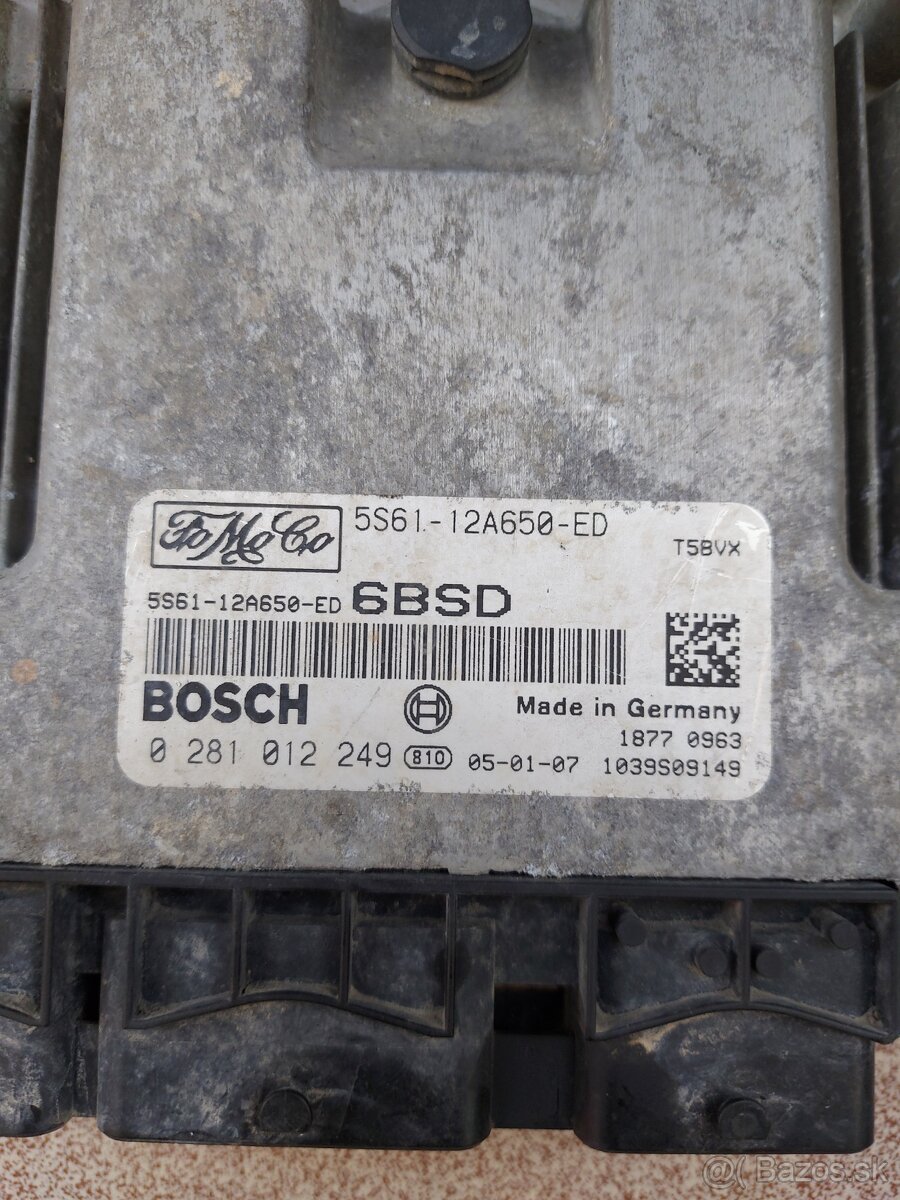 FoMoCo 5S61-12A650-ED
T5BVX
5S61-12A650-ED 6BSD
BOSCH Made in Germany
1877 0963
0 281 012 249 810 05-01-07 1039S09149
Bazos.sk